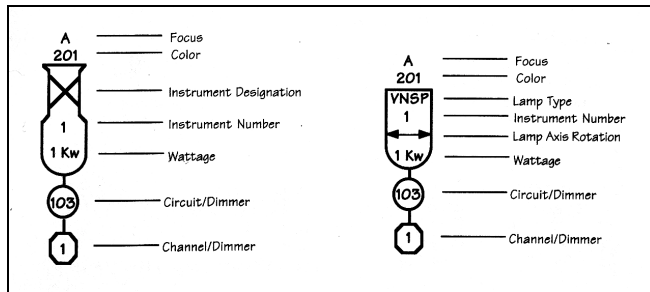 A Focus
201 Color
Instrument Designation
1 Instrument Number
1 Kw Wattage
103 Circuit/Dimmer
1 Channel/Dimmer
A Focus
201 Color
VNSP Lamp Type
1 Instrument Number
Lamp Axis Rotation
1 Kw Wattage
103 Circuit/Dimmer
1 Channel/Dimmer